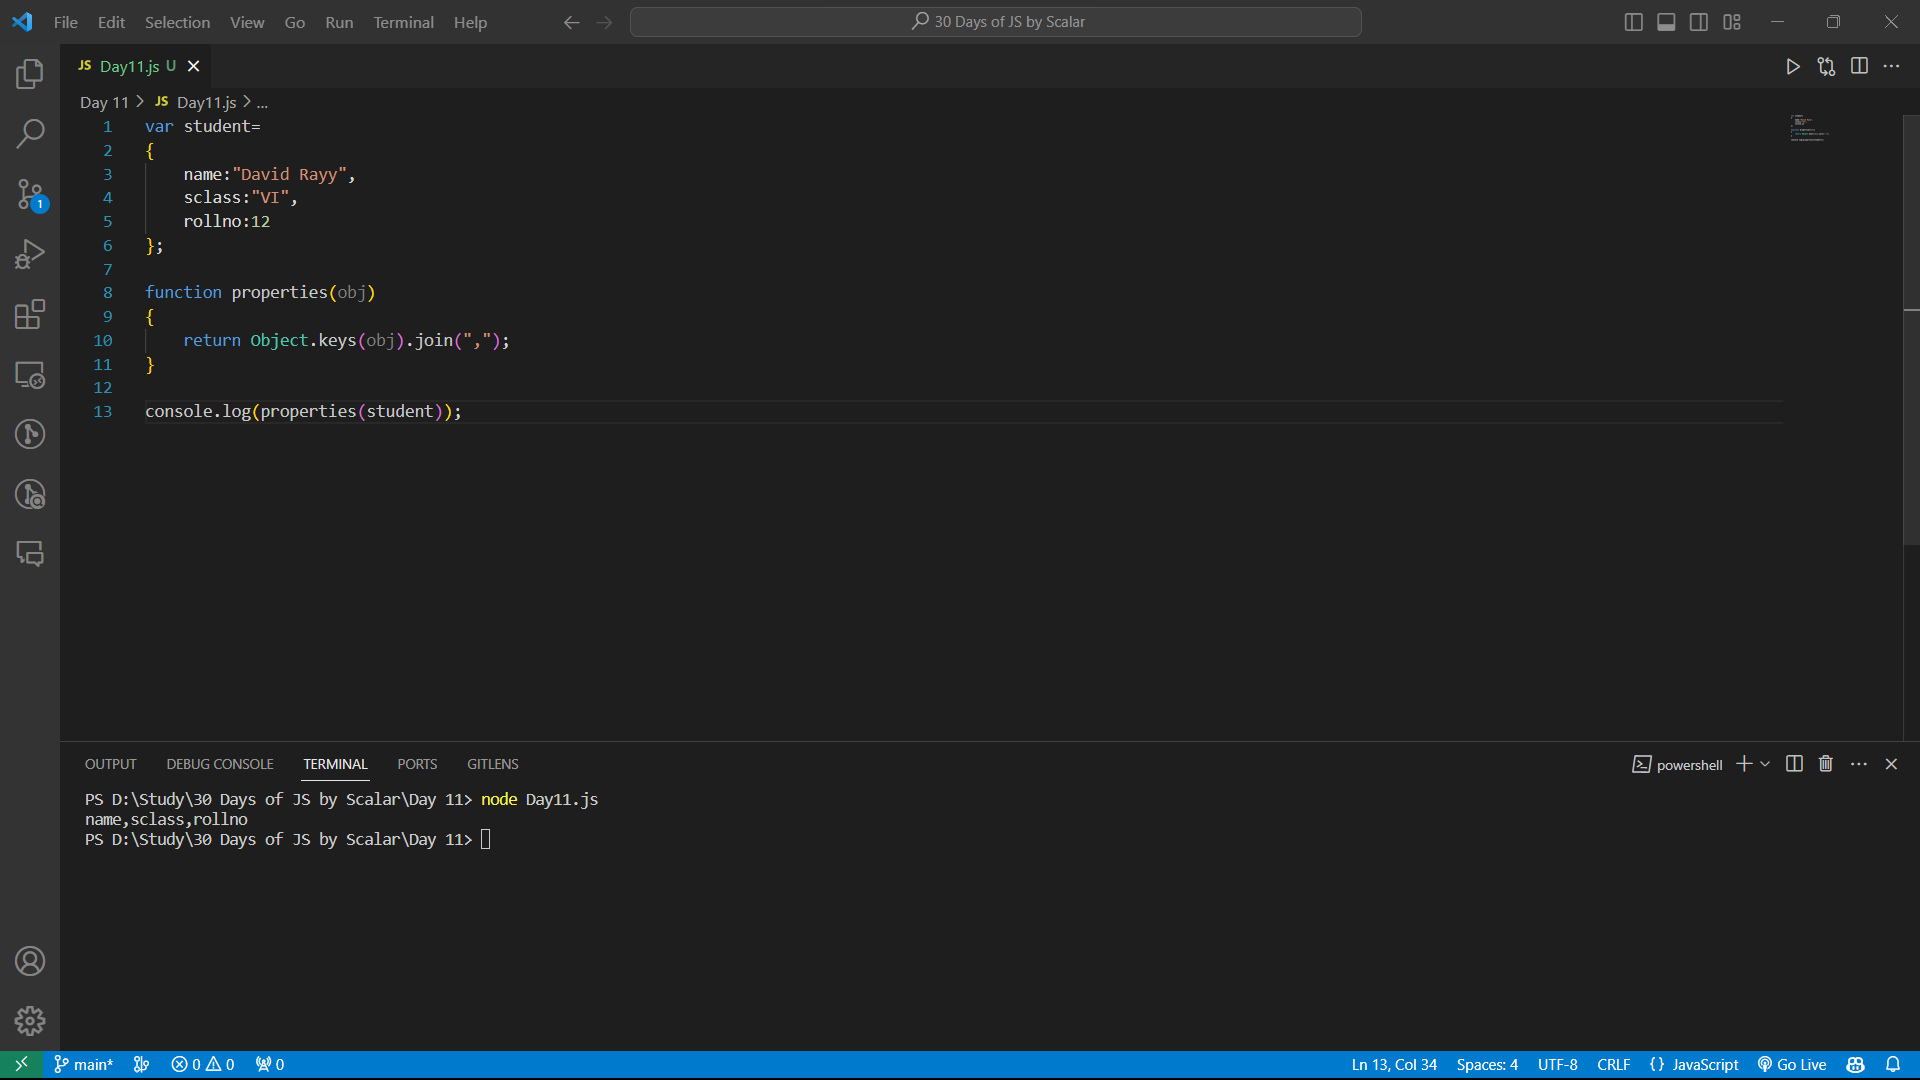 File Edit Selection View Go Run Terminal Help 30 Days of JS by Scalar
JS Day11.js U
Day 11 > JS Day11.js > ...
1 var student=
2 {
3     name:"David Rayy",
4     sclass:"VI",
5     rollno:12
6 };
7
8 function properties(obj)
9 {
10     return Object.keys(obj).join(",");
11 }
12
13 console.log(properties(student));
OUTPUT DEBUG CONSOLE TERMINAL PORTS GITLENS powershell
PS D:\Study\30 Days of JS by Scalar\Day 11> node Day11.js
name,sclass,rollno
PS D:\Study\30 Days of JS by Scalar\Day 11>
1
main* 0 0 0 Ln 13, Col 34 Spaces: 4 UTF-8 CRLF {} JavaScript Go Live